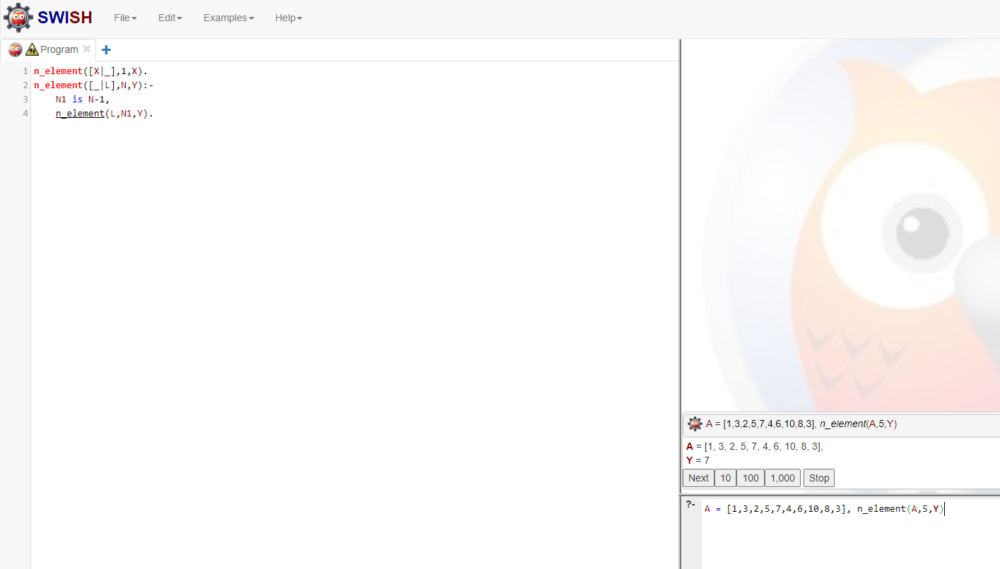 SWISH File Edit Examples Help
Program
1 n_element([X|_],1,X).
2 n_element([_|L],N,Y):-
3 N1 is N-1,
4 n_element(L,N1,Y).
A = [1,3,2,5,7,4,6,10,8,3], n_element(A,5,Y)
A = [1, 3, 2, 5, 7, 4, 6, 10, 8, 3],
Y = 7
Next 10 100 1,000 Stop
?- A = [1,3,2,5,7,4,6,10,8,3], n_element(A,5,Y)